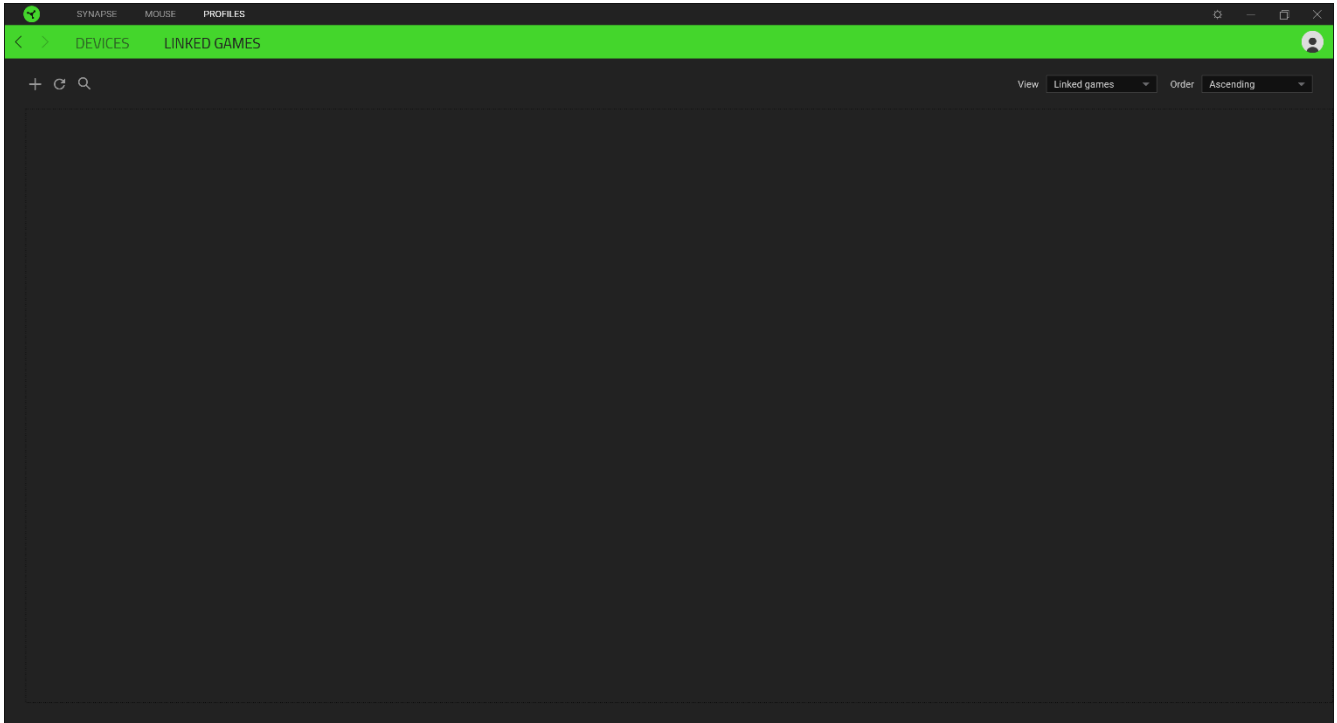 SYNAPSE MOUSE PROFILES
DEVICES LINKED GAMES
View Linked games Order Ascending